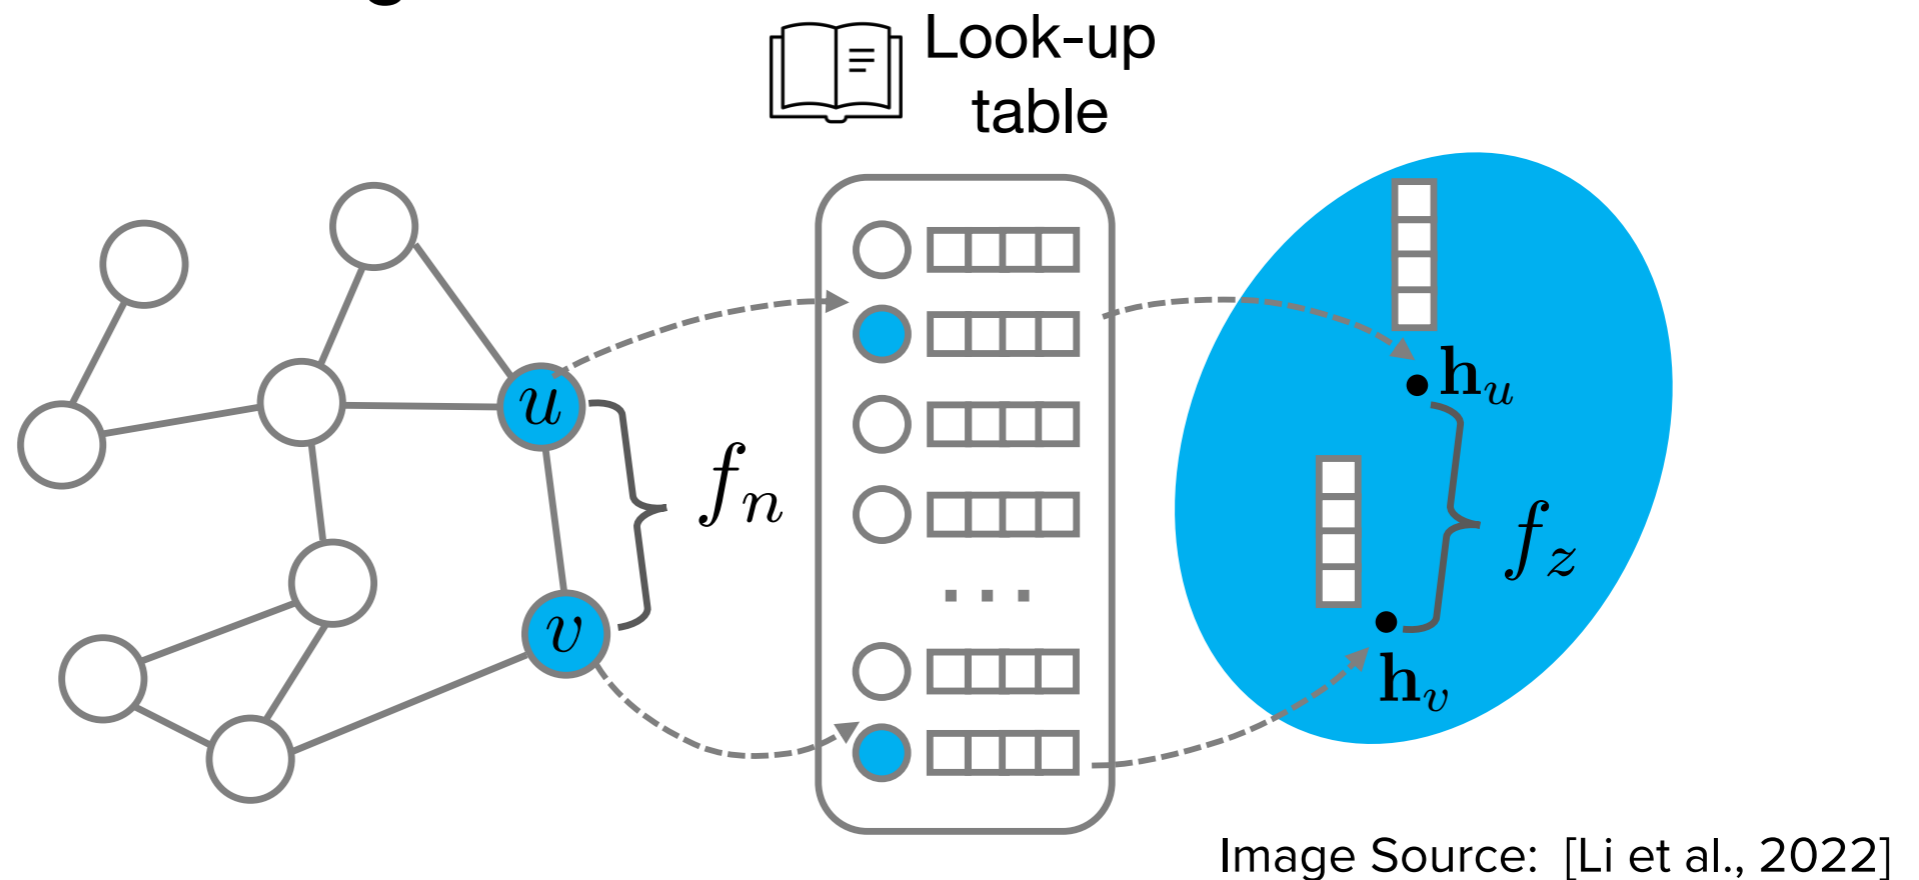 Look-up
table
u
f_n
v
. . .
h_u
f_z
h_v
Image Source: [Li et al., 2022]